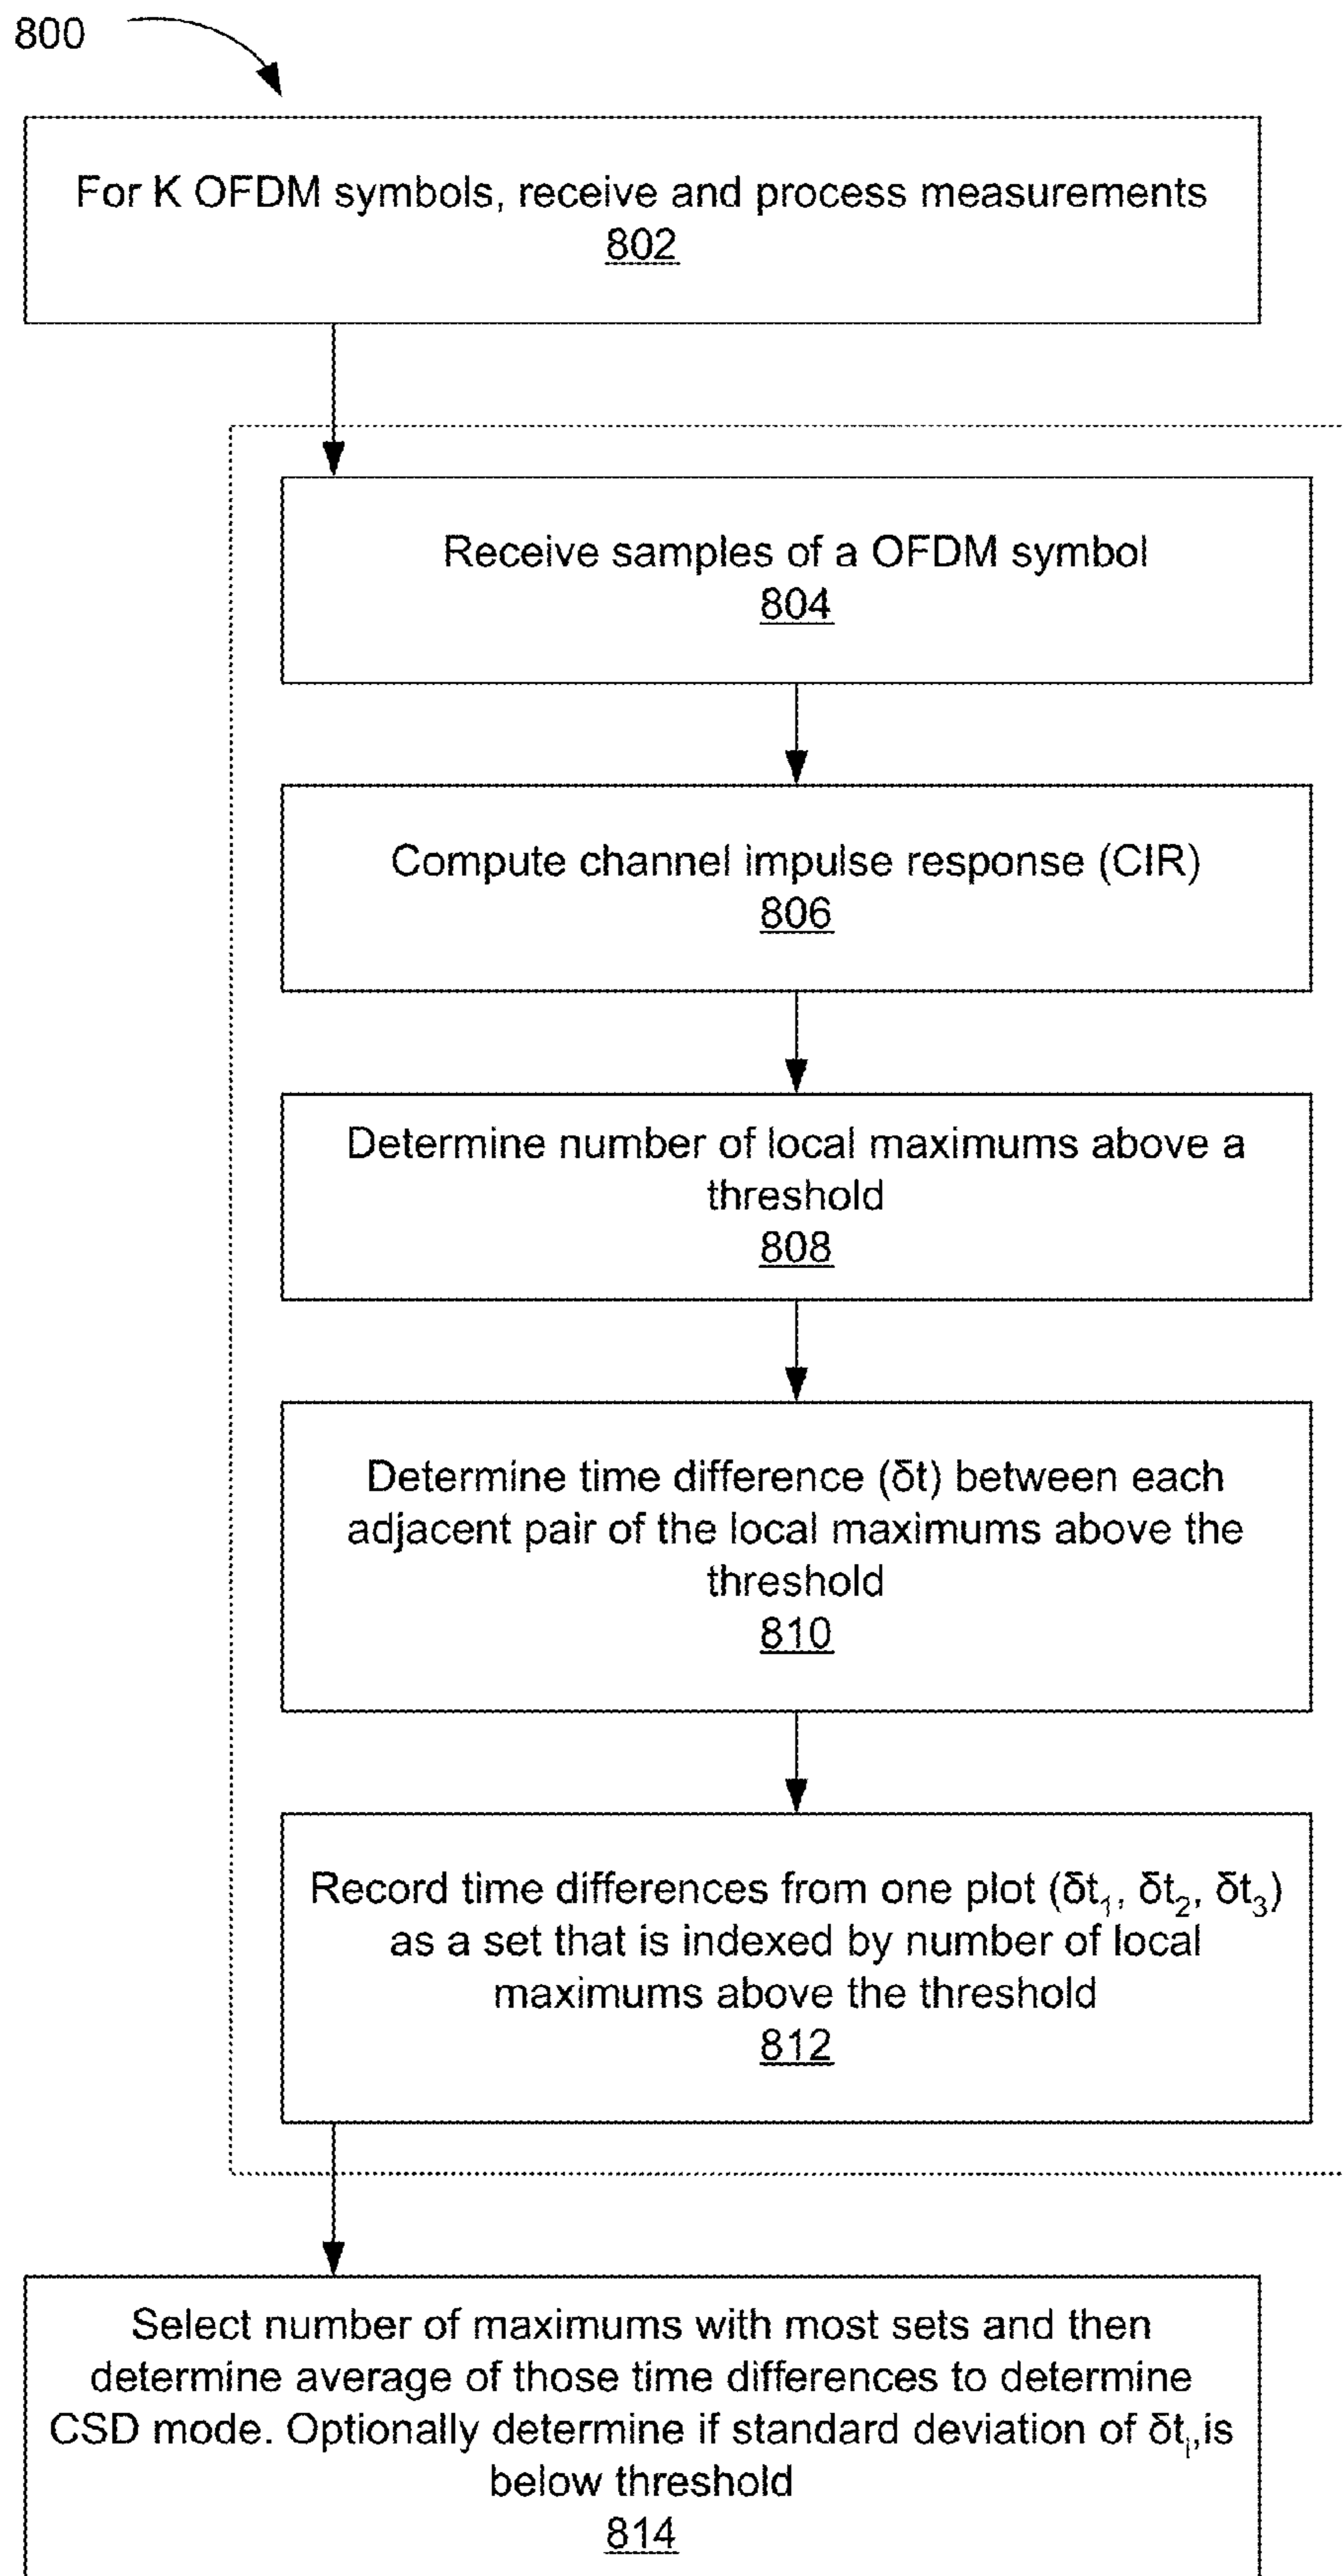 800
For K OFDM symbols, receive and process measurements
802
Receive samples of a OFDM symbol
804
Compute channel impulse response (CIR)
806
Determine number of local maximums above a
threshold
808
Determine time difference (δt) between each
adjacent pair of the local maximums above the
threshold
810
Record time differences from one plot (δt₁, δt₂, δt₃)
as a set that is indexed by number of local
maximums above the threshold
812
Select number of maximums with most sets and then
determine average of those time differences to determine
CSD mode. Optionally determine if standard deviation of δtᵢ,is
below threshold
814